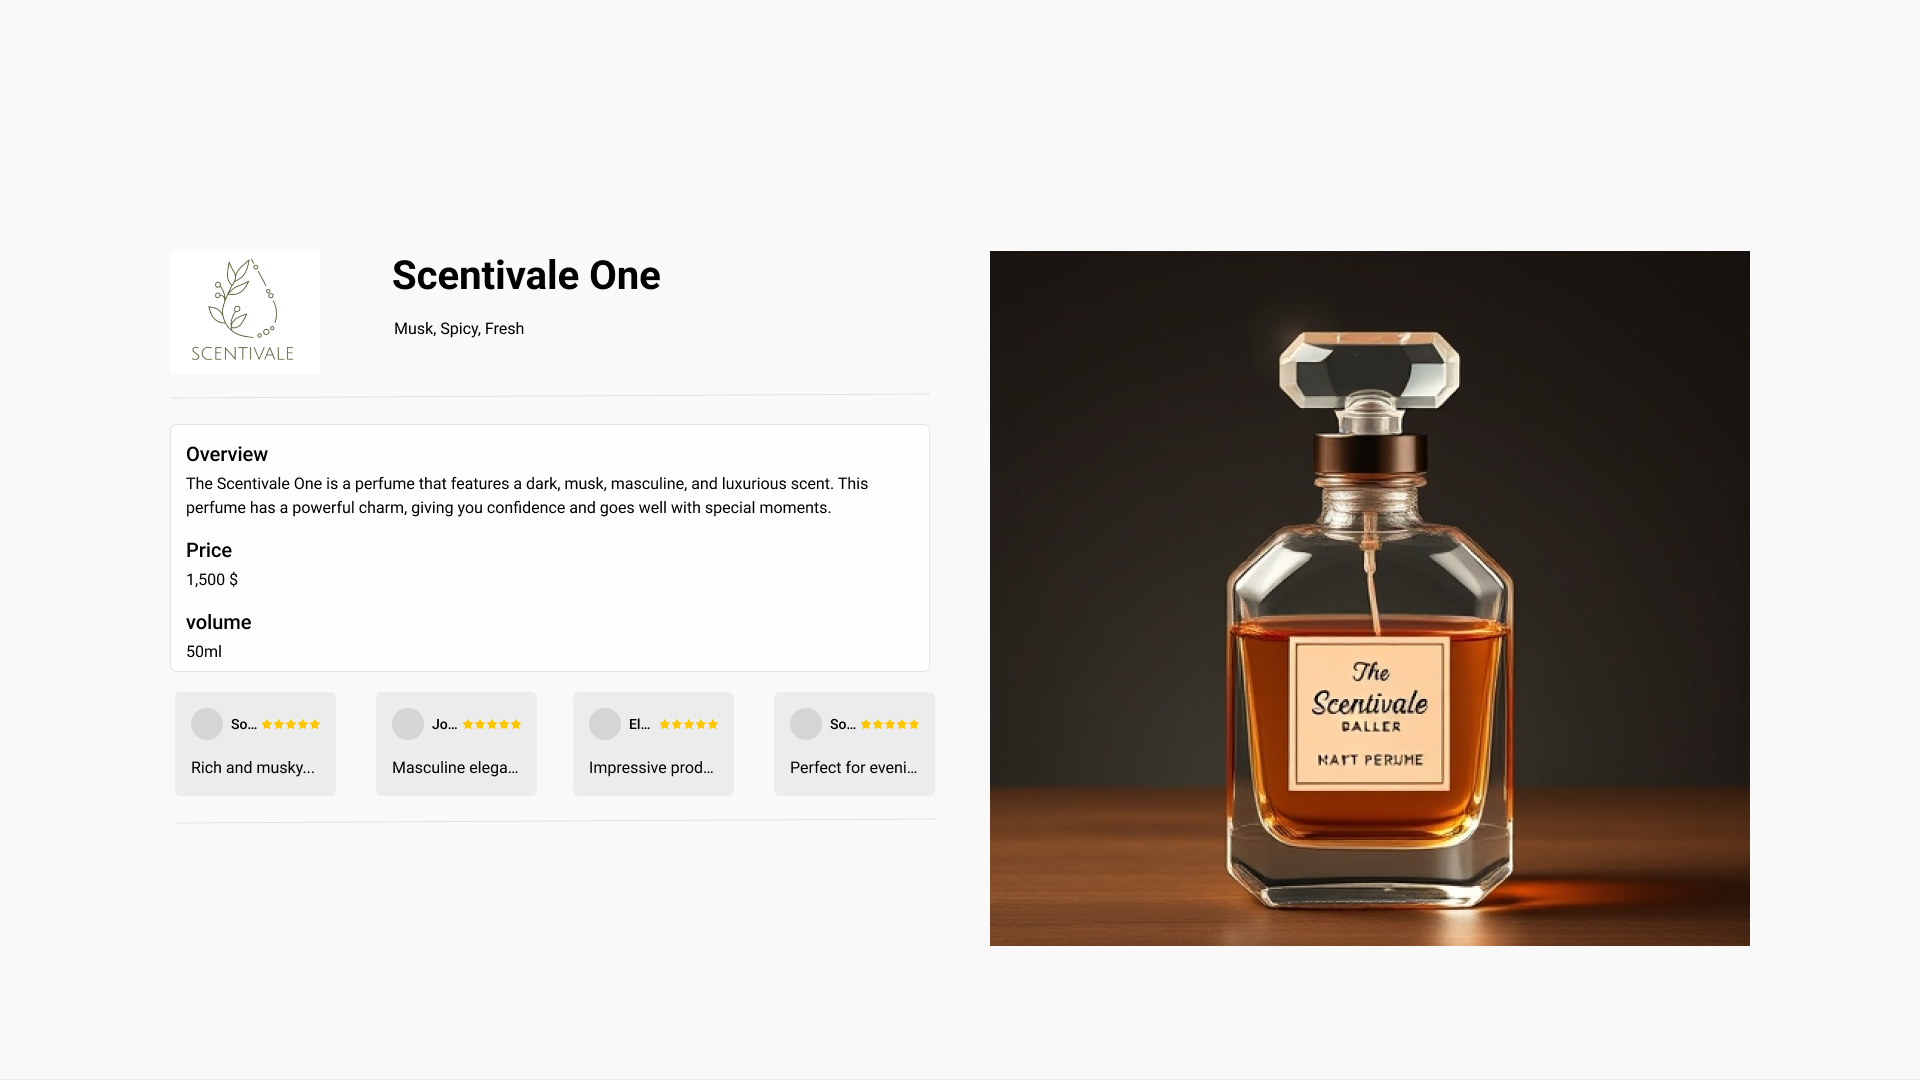 SCENTIVALE
Scentivale One
Musk, Spicy, Fresh
Overview
The Scentivale One is a perfume that features a dark, musk, masculine, and luxurious scent. This
perfume has a powerful charm, giving you confidence and goes well with special moments.
Price
1,500 $
volume
50ml
So...
Rich and musky...
Jo...
Masculine elega...
El...
Impressive prod...
So...
Perfect for eveni...
The
Scentivale
BALLER
MATT PERUME